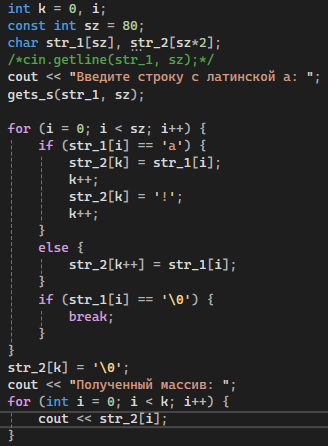 int k = 0, i;
const int sz = 80;
char str_1[sz], str_2[sz*2];
/*cin.getline(str_1, sz);*/
cout << "Введите строку с латинской a: ";
gets_s(str_1, sz);
for (i = 0; i < sz; i++) {
if (str_1[i] == 'a') {
str_2[k] = str_1[i];
k++;
str_2[k] = '!';
k++;
}
else {
str_2[k++] = str_1[i];
}
if (str_1[i] == '\0') {
break;
}
}
str_2[k] = '\0';
cout << "Полученный массив: ";
for (int i = 0; i < k; i++) {
cout << str_2[i];
}